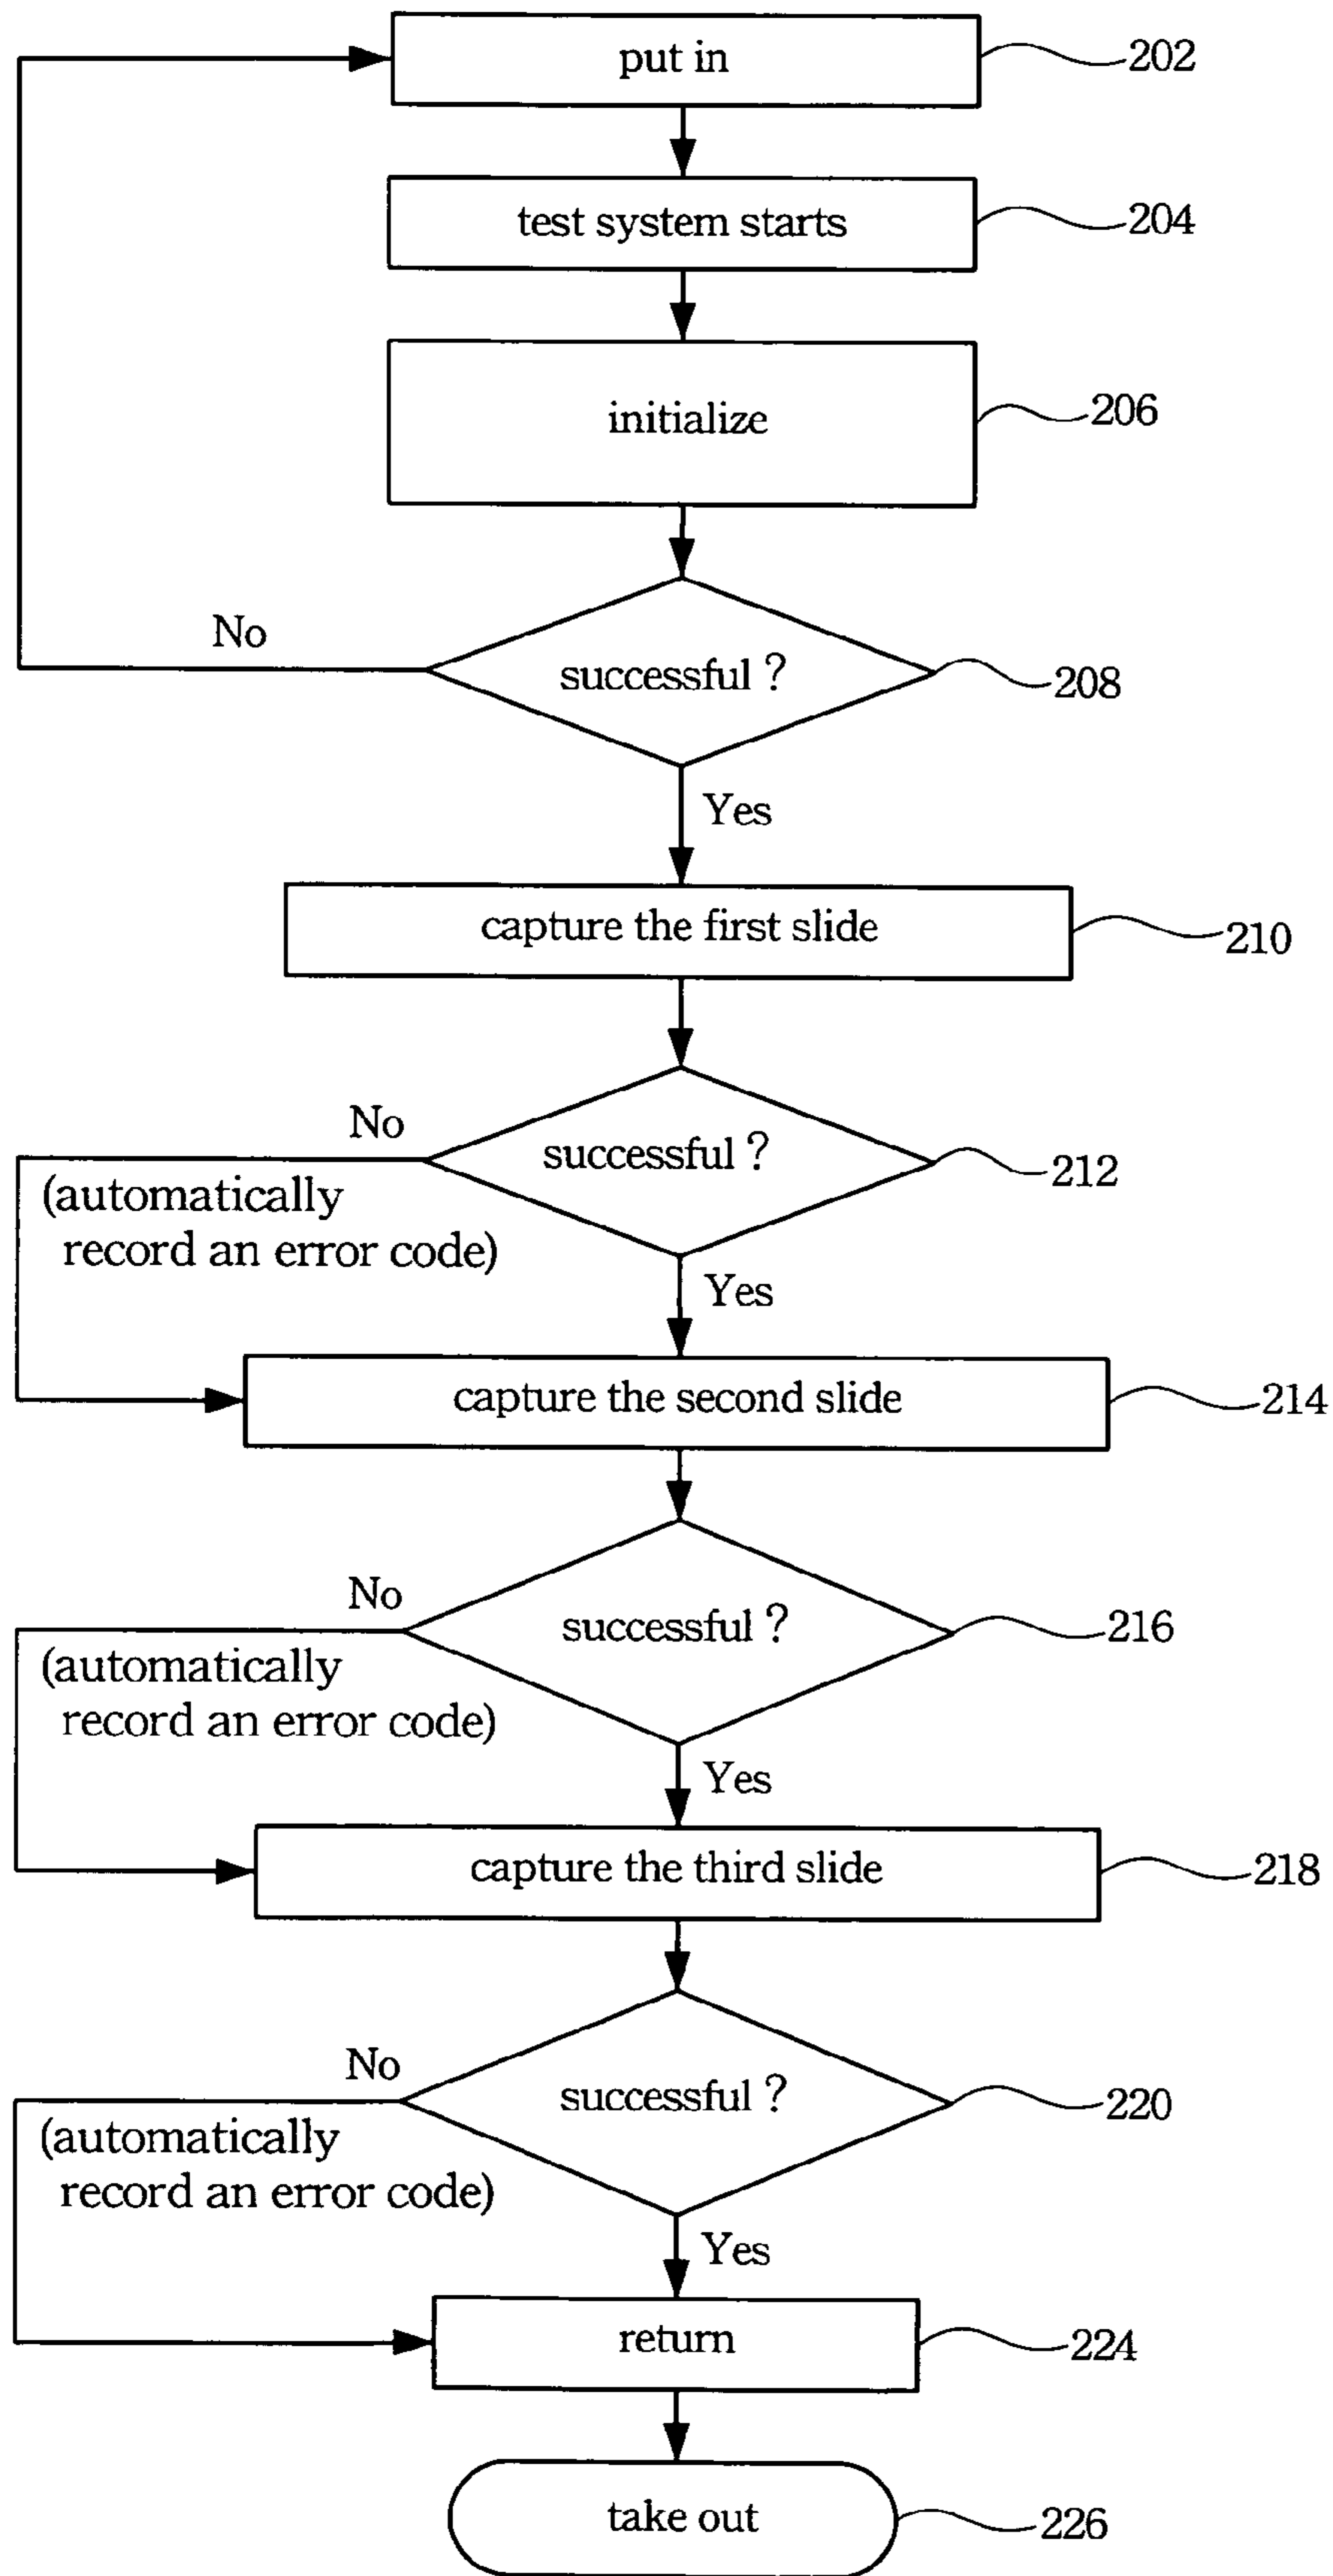 put in
202
test system starts
204
initialize
206
No
successful ?
208
Yes
capture the first slide
210
No
successful ?
212
(automatically
record an error code)
Yes
capture the second slide
214
No
successful ?
216
(automatically
record an error code)
Yes
capture the third slide
218
No
successful ?
220
(automatically
record an error code)
Yes
return
224
take out
226